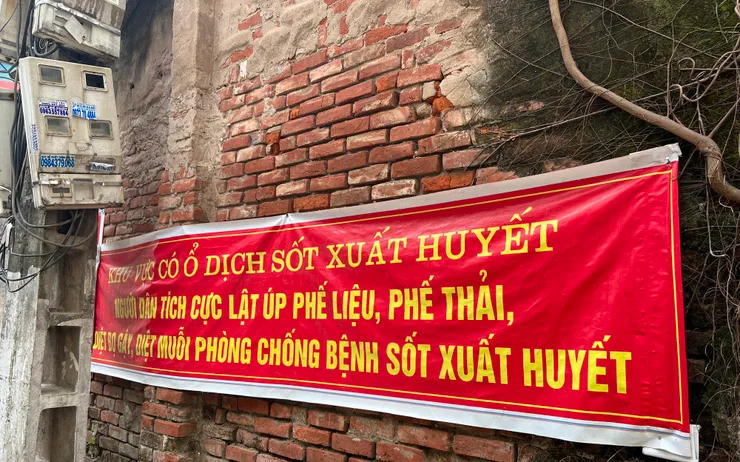 KHU VỰC CÓ Ổ DỊCH SỐT XUẤT HUYẾT
NGƯỜI DÂN TÍCH CỰC LẬT ÚP PHẾ LIỆU, PHẾ THẢI,
DIỆT BỌ GẬY, DIỆT MUỖI PHÒNG CHỐNG BỆNH SỐT XUẤT HUYẾT
0984379068